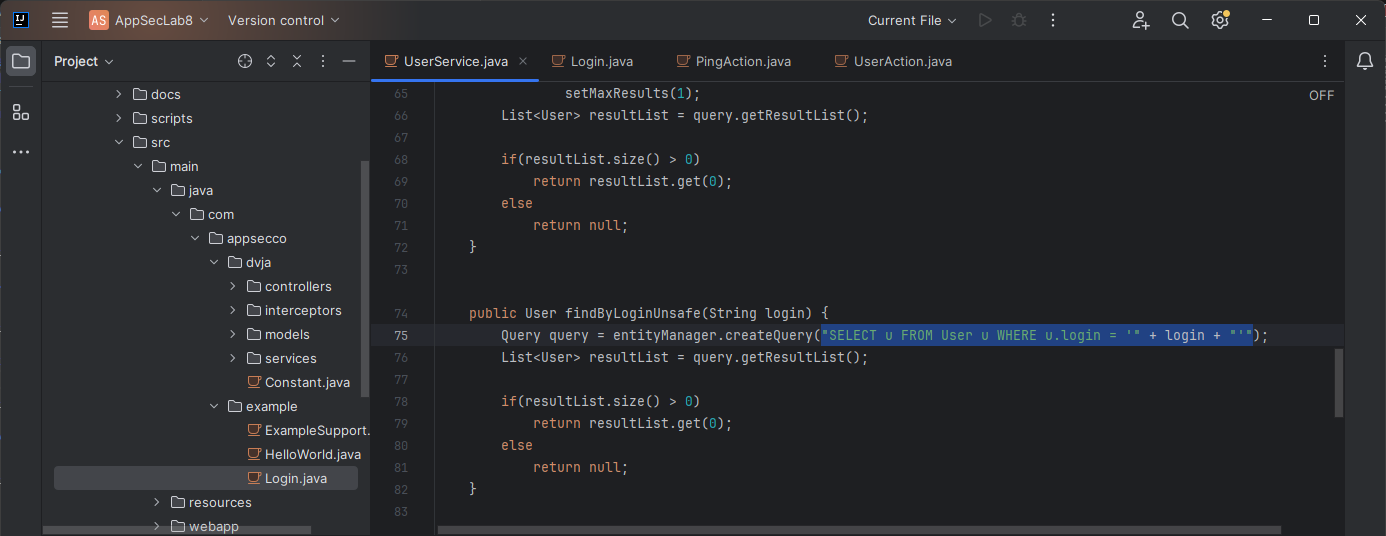 AS AppSecLab8 Version control Current File
Project
UserService.java Login.java PingAction.java UserAction.java
OFF
docs
scripts
src
main
java
com
appsecco
dvja
controllers
interceptors
models
services
Constant.java
example
ExampleSupport.
HelloWorld.java
Login.java
resources
webapp
65 setMaxResults(1);
66 List<User> resultList = query.getResultList();
67
68 if(resultList.size() > 0)
69 return resultList.get(0);
70 else
71 return null;
72 }
73
74 public User findByLoginUnsafe(String login) {
75 Query query = entityManager.createQuery("SELECT u FROM User u WHERE u.login = '" + login + "'");
76 List<User> resultList = query.getResultList();
77
78 if(resultList.size() > 0)
79 return resultList.get(0);
80 else
81 return null;
82 }
83